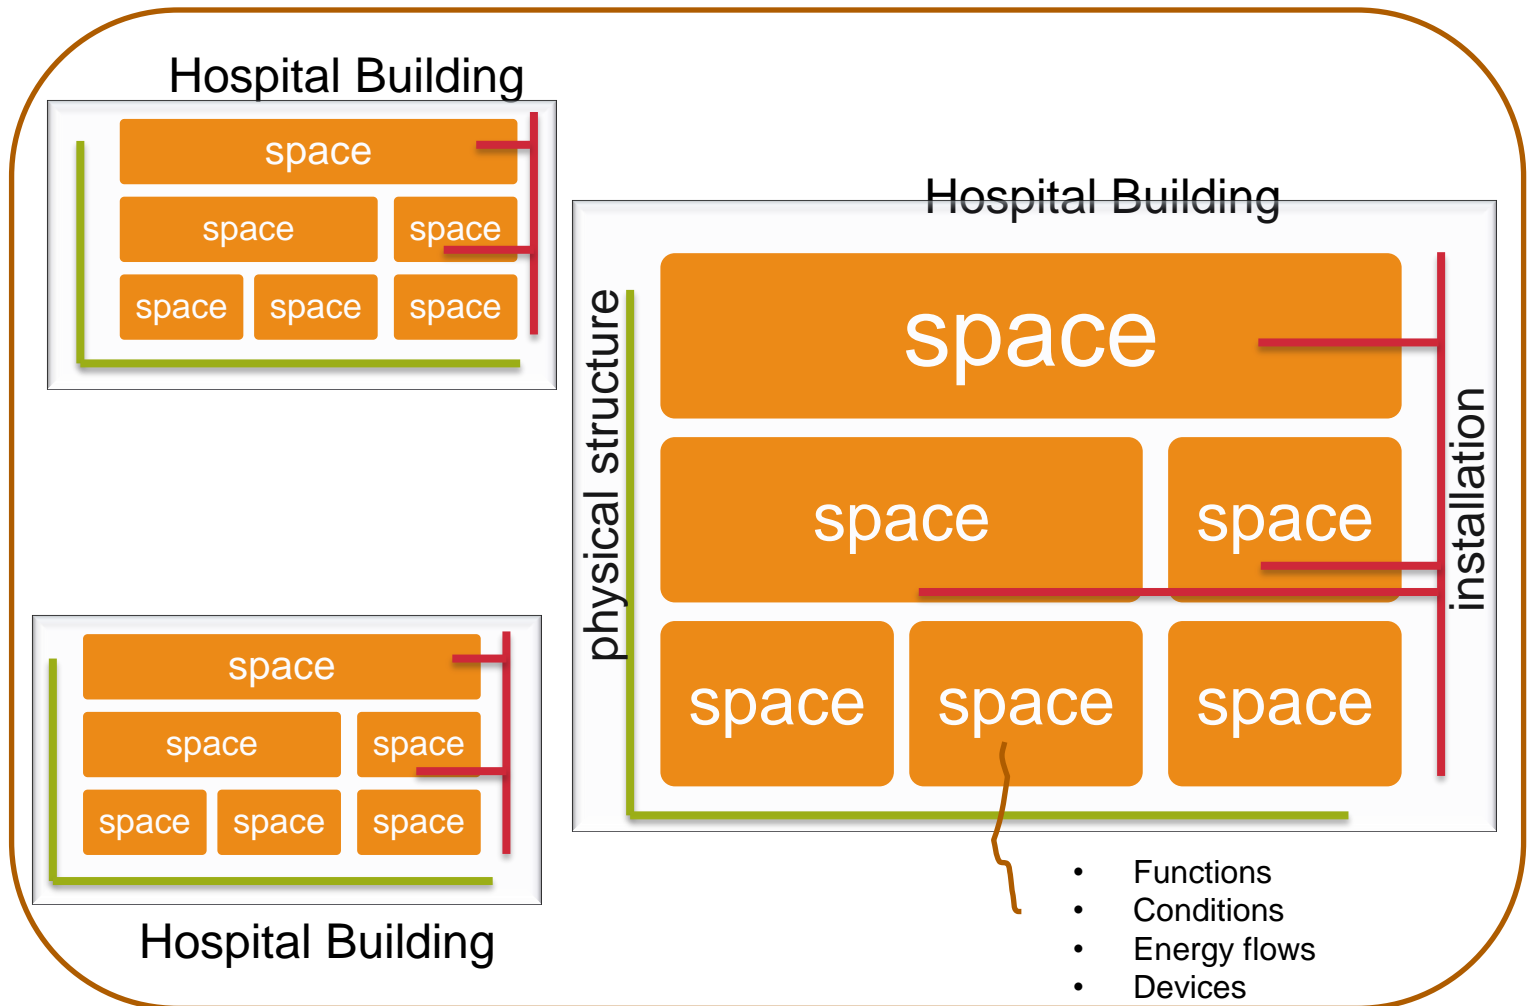 Hospital Building
space
space space
space space space
Hospital Building
physical structure
space
space space
space space space
installation
space
space space
space space space
Hospital Building
• Functions
• Conditions
• Energy flows
• Devices